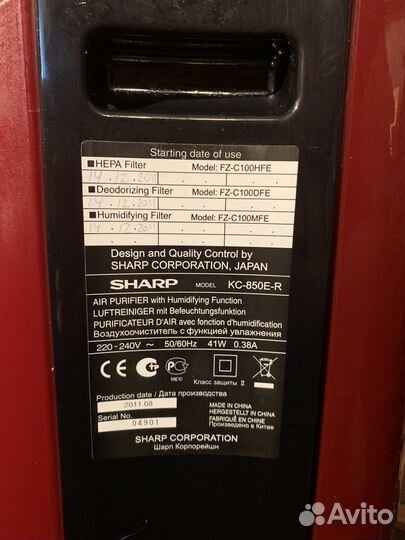 Starting date of use
■HEPA Filter Model: FZ-C100HFE
14 . 12 . 2011
■Deodorizing Filter Model: FZ-C100DFE
14 . 12 . 2011
■Humidifying Filter Model: FZ-C100MFE
14 . 12 . 2011
Design and Quality Control by
SHARP CORPORATION, JAPAN
SHARP MODEL KC-850E-R
AIR PURIFIER with Humidifying Function
LUFTREINIGER mit Befeuchtungsfunktion
PURIFICATEUR D'AIR avec fonction d'humidification
Воздухоочиститель с функцией увлажнения
220-240V ~ 50/60Hz 41W 0.38A
CE
Класс защиты II
Production date / Дата производства
2011.08
Serial No.
04901
MADE IN CHINA
HERGESTELLT IN CHINA
FABRIQUÉ EN CHINE
Произведено в Китае
SHARP CORPORATION
Шарп Корпорейшн
Avito